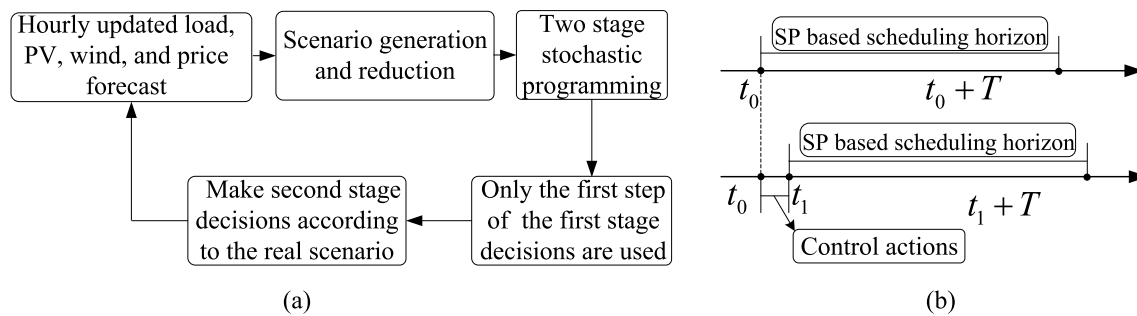 Hourly updated load,
PV, wind, and price
forecast
Scenario generation
and reduction
Two stage
stochastic
programming
Make second stage
decisions according
to the real scenario
Only the first step
of the first stage
decisions are used
(a)
SP based scheduling horizon
t₀
t₀ + T
SP based scheduling horizon
t₀
t₁
t₁ + T
Control actions
(b)